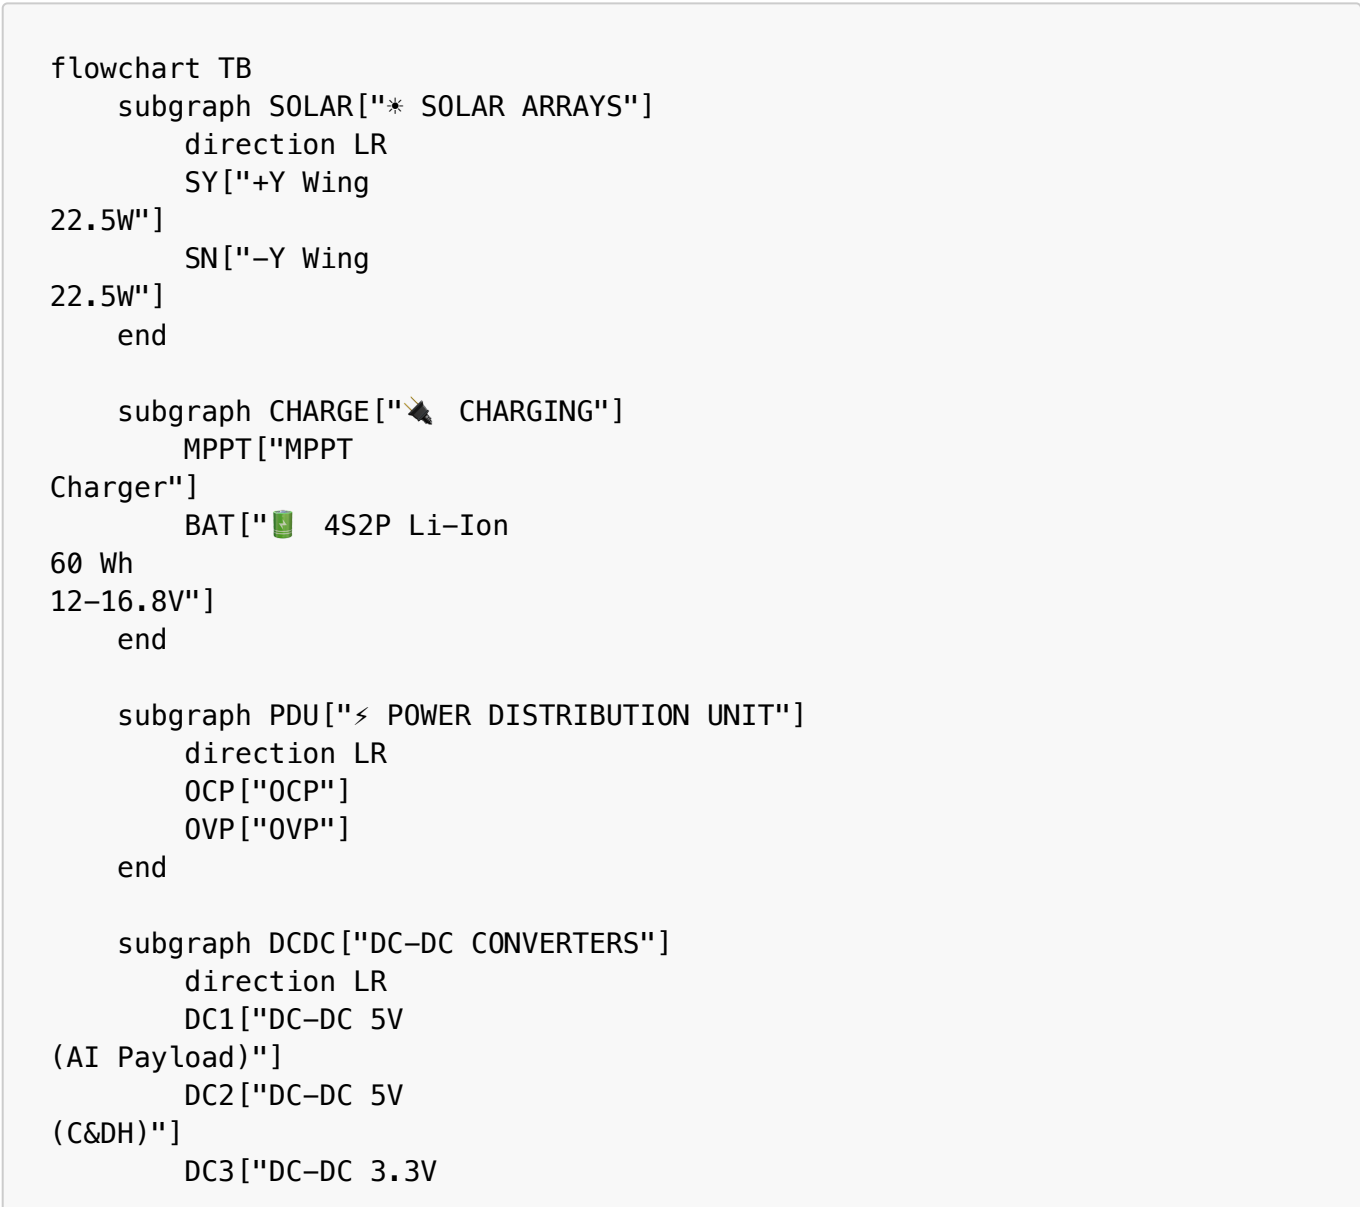 flowchart TB
    subgraph SOLAR["☀ SOLAR ARRAYS"]
        direction LR
        SY["+Y Wing
22.5W"]
        SN["-Y Wing
22.5W"]
    end

    subgraph CHARGE["🔌 CHARGING"]
        MPPT["MPPT
Charger"]
        BAT["🔋 4S2P Li-Ion
60 Wh
12-16.8V"]
    end

    subgraph PDU["⚡ POWER DISTRIBUTION UNIT"]
        direction LR
        OCP["OCP"]
        OVP["OVP"]
    end

    subgraph DCDC["DC-DC CONVERTERS"]
        direction LR
        DC1["DC-DC 5V
(AI Payload)"]
        DC2["DC-DC 5V
(C&DH)"]
        DC3["DC-DC 3.3V